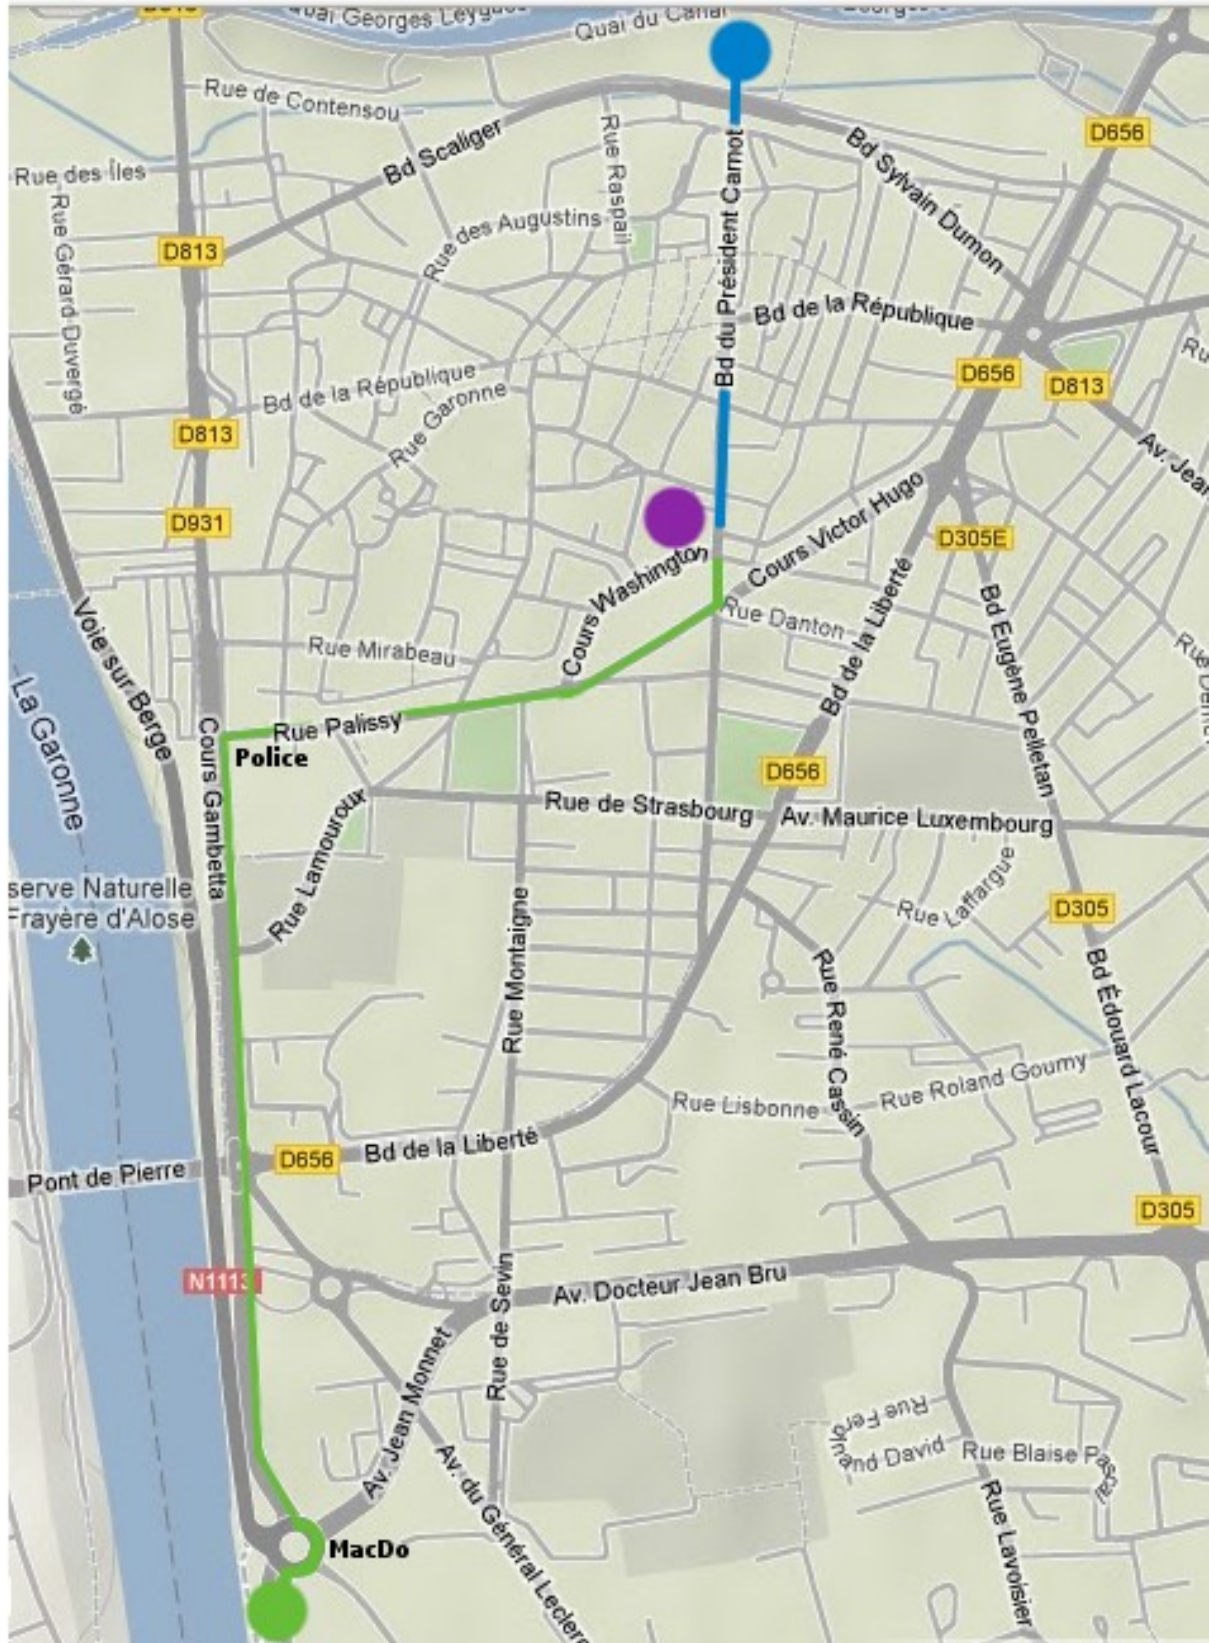 Quai Georges Leygues
Quai du Canal
Rue de Contensou
D656
Bd Scaliger
Rue Raspail
Bd du Président Carnot
Bd Sylvain Dumon
Rue des Îles
Rue Gérard Duvergé
Rue des Augustins
D813
Bd de la République
Bd de la République
D656
D813
Rue Garonne
D813
Av. Jean
D931
Cours Victor Hugo
D305E
Cours Washington
Bd de la Liberté
Bd Eugène Pelletan
Rue Danton
Voie sur Berge
Rue Mirabeau
La Garonne
Cours Gambetta
Rue Palissy
Police
D656
Rue Lamouroux
Rue de Strasbourg
Av. Maurice Luxembourg
serve Naturelle
Frayère d'Alose
Rue Laffargue
D305
Rue Montaigne
Rue René Cassin
Bd Édouard Lacour
Rue Roland Goumy
Rue Lisbonne
Bd de la Liberté
D656
Pont de Pierre
D305
N1113
Av. Docteur Jean Bru
Rue de Sevin
Av. Jean Monnet
Rue Blaise Pascal
Av. du Général Leclerc
Rue Lavoisier
MacDo